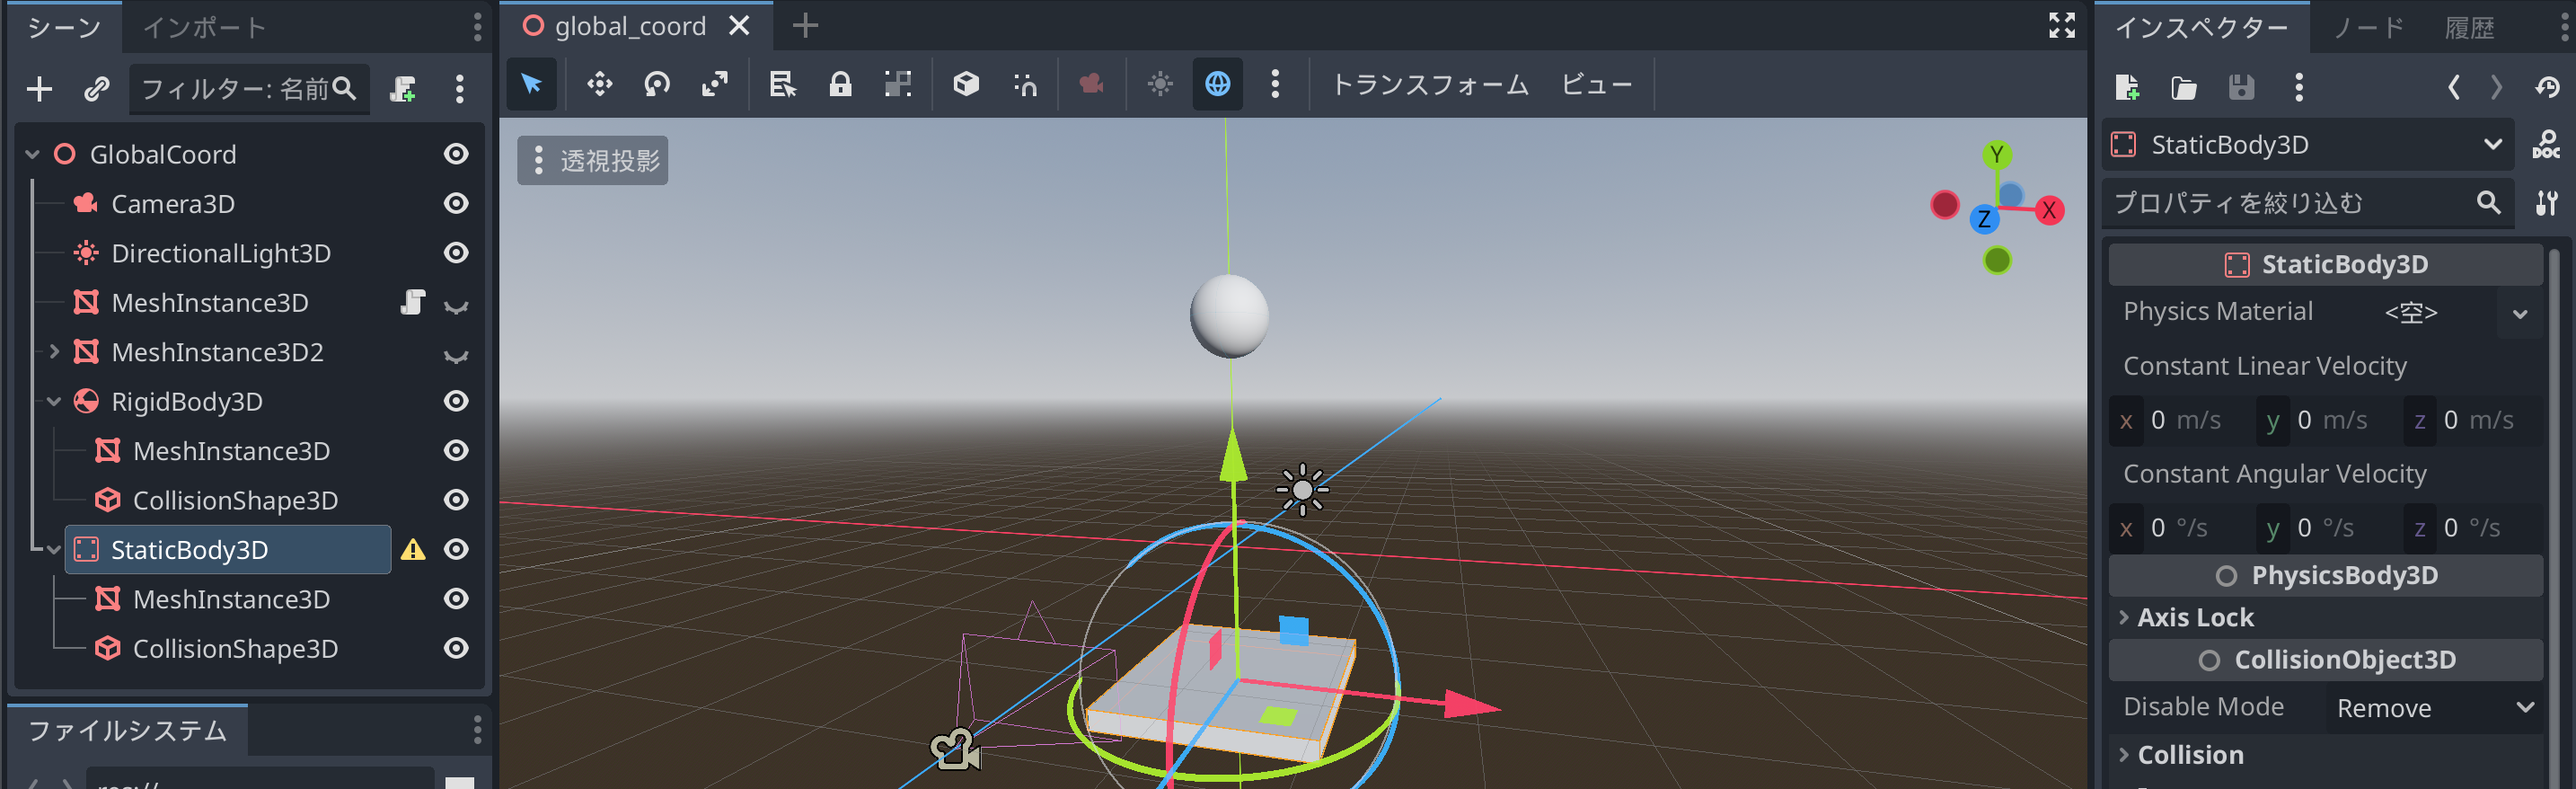 シーン
インポート
フィルター: 名前
GlobalCoord
Camera3D
DirectionalLight3D
MeshInstance3D
MeshInstance3D2
RigidBody3D
MeshInstance3D
CollisionShape3D
StaticBody3D
MeshInstance3D
CollisionShape3D
ファイルシステム
global_coord
トランスフォーム ビュー
透視投影
Y
Z X
インスペクター
ノード
履歴
StaticBody3D
DOC
プロパティを絞り込む
StaticBody3D
Physics Material <空>
Constant Linear Velocity
x 0 m/s y 0 m/s z 0 m/s
Constant Angular Velocity
x 0 °/s y 0 °/s z 0 °/s
PhysicsBody3D
Axis Lock
CollisionObject3D
Disable Mode Remove
Collision